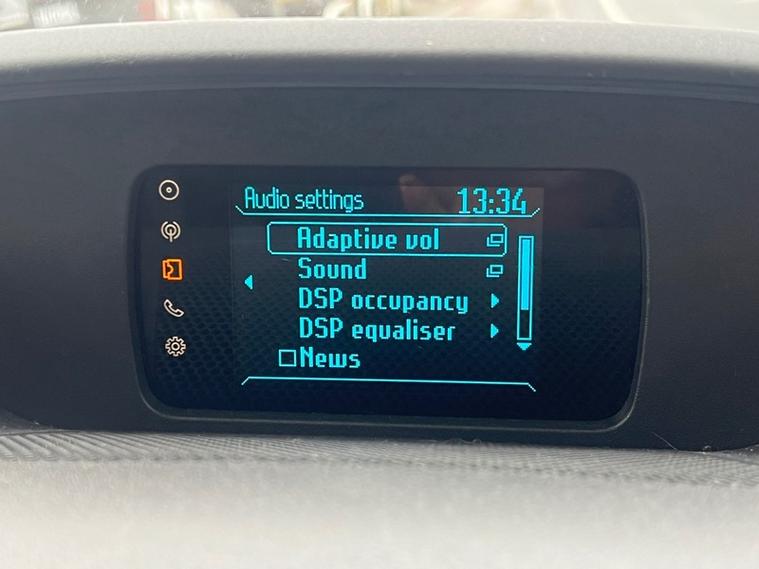 Audio settings 13:34
Adaptive vol
Sound
DSP occupancy
DSP equaliser
News